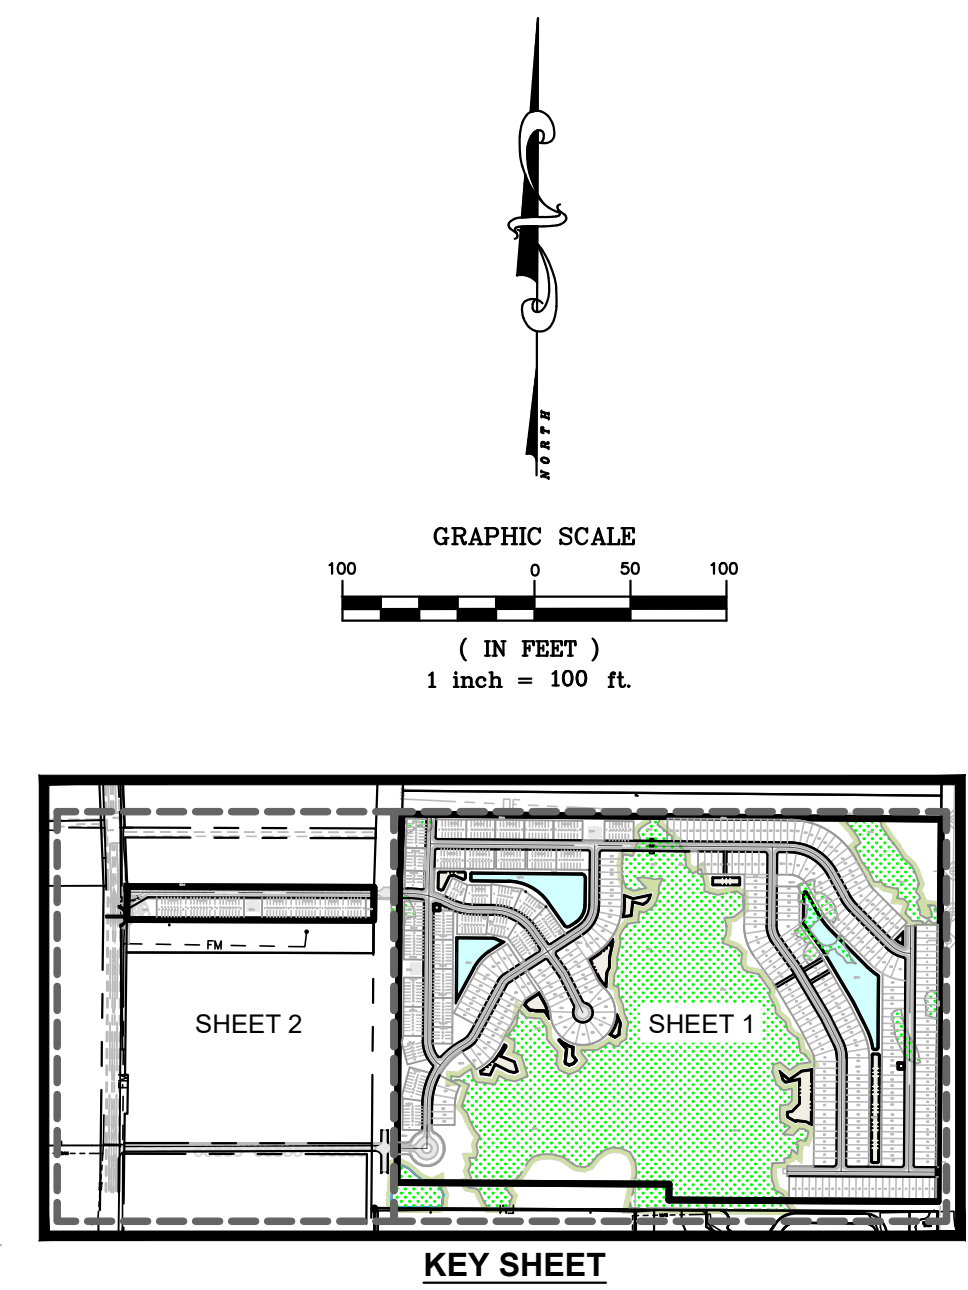 NORTH
GRAPHIC SCALE
100 0 50 100
( IN FEET )
1 inch = 100 ft.
FM
SHEET 2
SHEET 1
FM
KEY SHEET